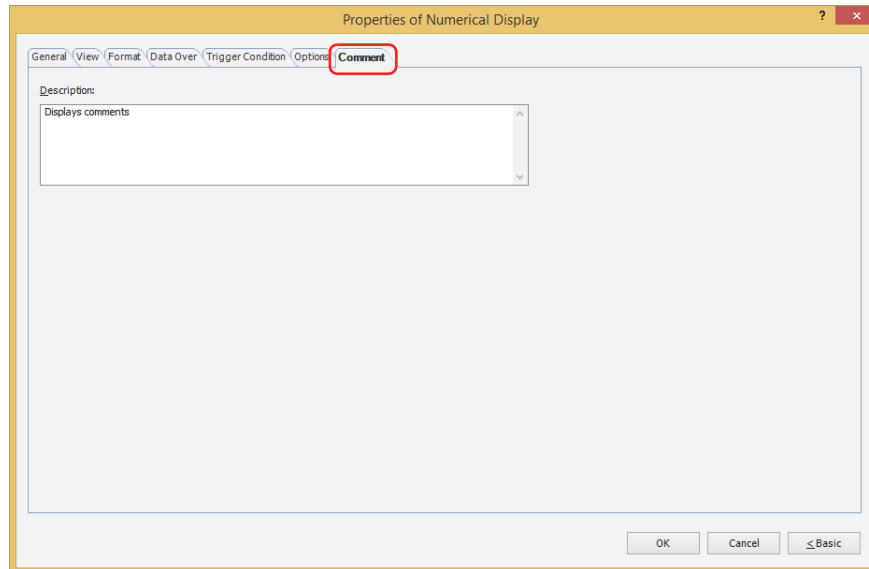 Properties of Numerical Display
? ×
General View Format Data Over Trigger Condition Options Comment
Description:
Displays comments
OK Cancel < Basic